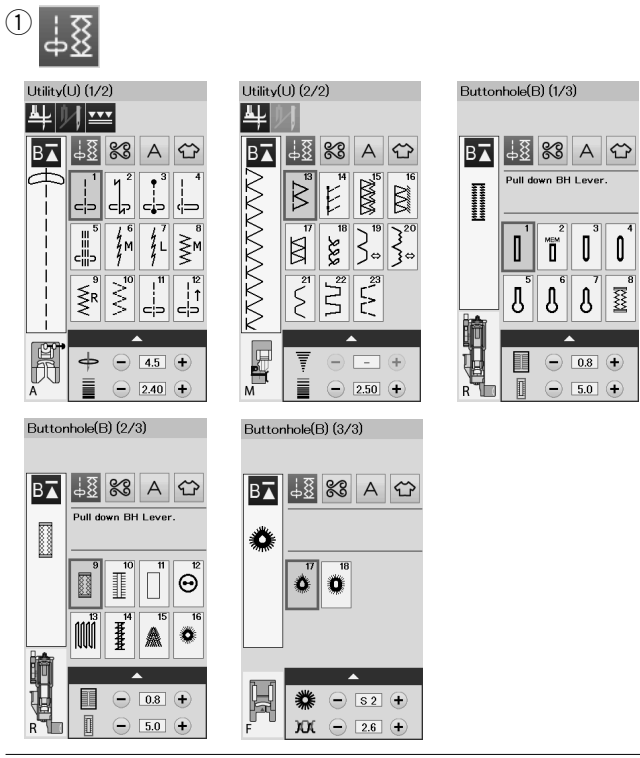 ①
Utility(U) (1/2)
B A
1 2 3 4
5 6 M 7 L 8 M
9 R 10 11 12
4.5
A
2.40
Utility(U) (2/2)
B A
13 14 15 16
17 18 19 20
21 22 23
-
M
2.50
Buttonhole(B) (1/3)
B A
Pull down BH Lever.
1 2 MEM 3 4
5 6 7 8
0.8
R
5.0
Buttonhole(B) (2/3)
B A
Pull down BH Lever.
9 10 11 12
13 14 15 16
0.8
R
5.0
Buttonhole(B) (3/3)
B A
17 18
S 2
F
2.6